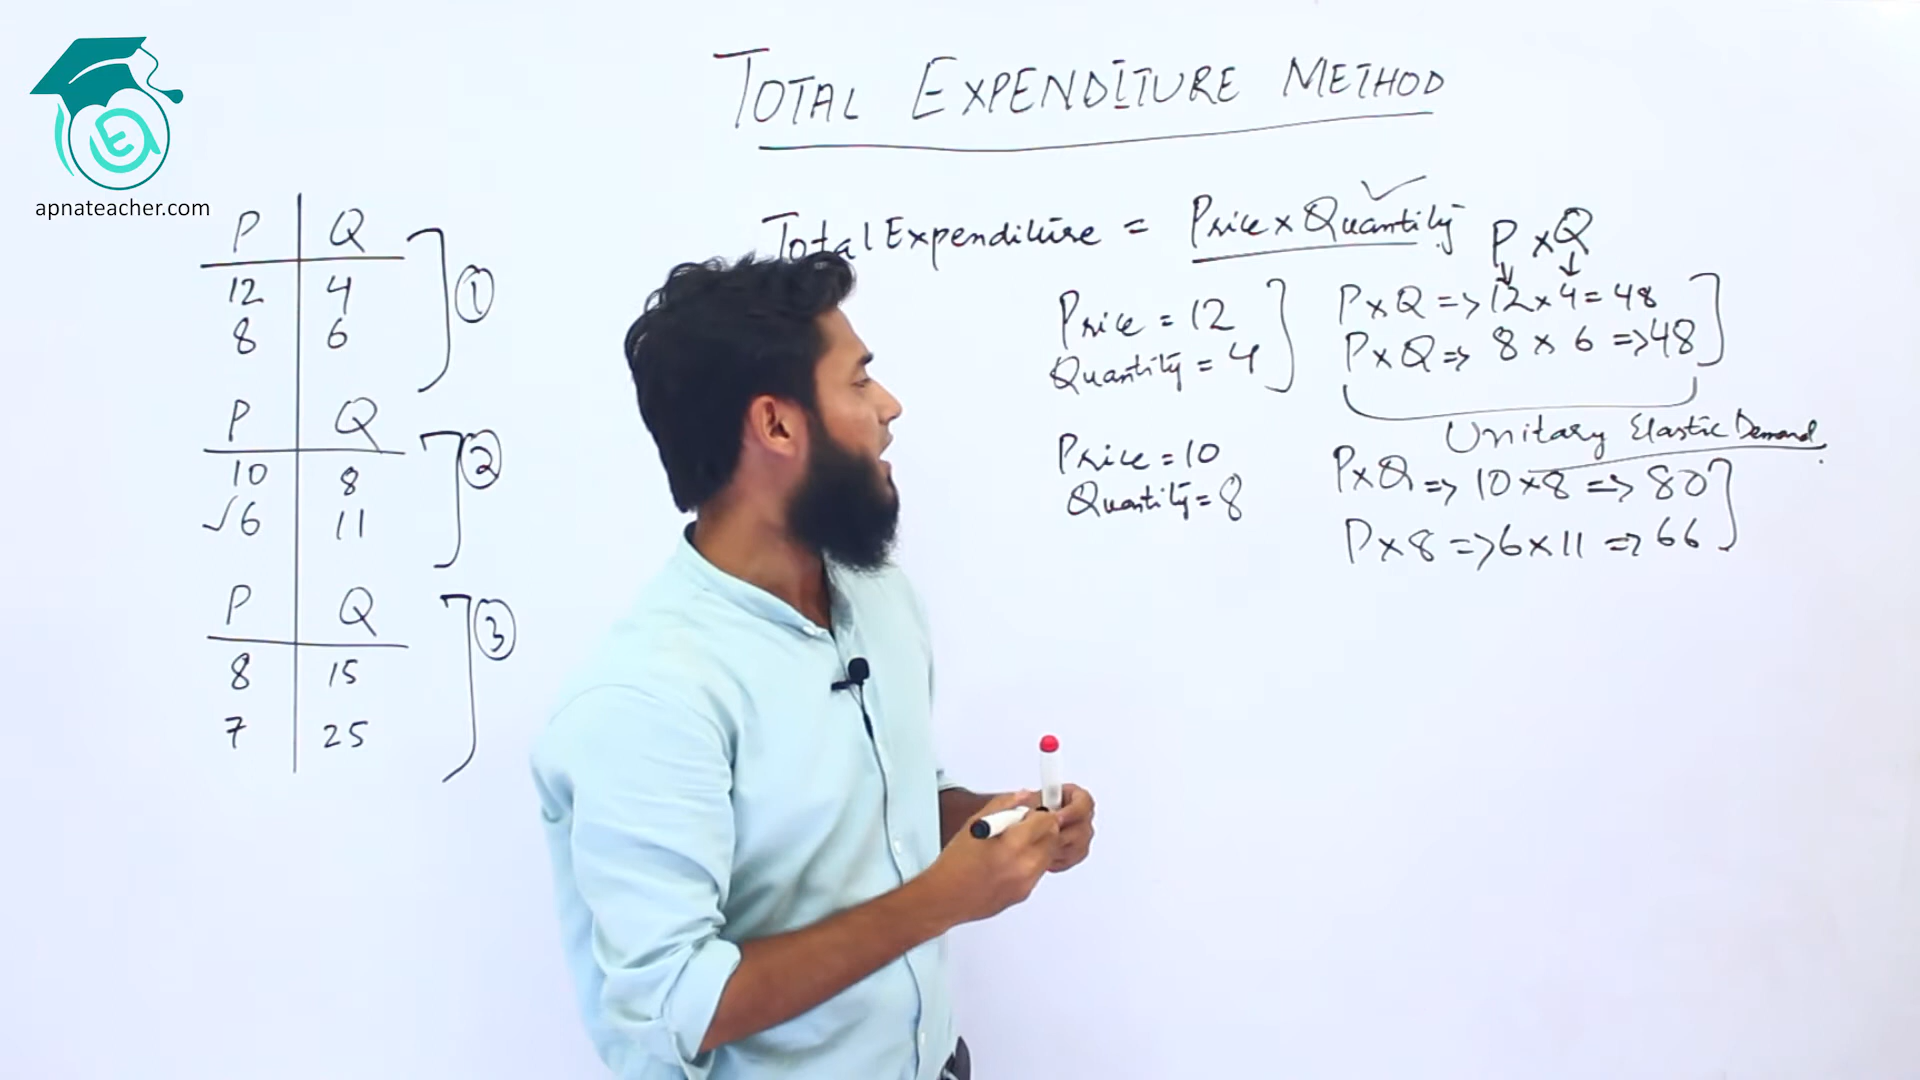 TOTAL EXPENDITURE METHOD
apnateacher.com
P Q
12 4
8 6
①
P Q
10 8
✓6 11
②
P Q
8 15
7 25
③
Total Expenditure = Price x Quantity ✓
P x Q
Price = 12
Quantity = 4
P x Q => 12 x 4 = 48
P x Q => 8 x 6 => 48
Unitary Elastic Demand
Price = 10
Quantity = 8
P x Q => 10 x 8 => 80
P x 8 => 6 x 11 => 66